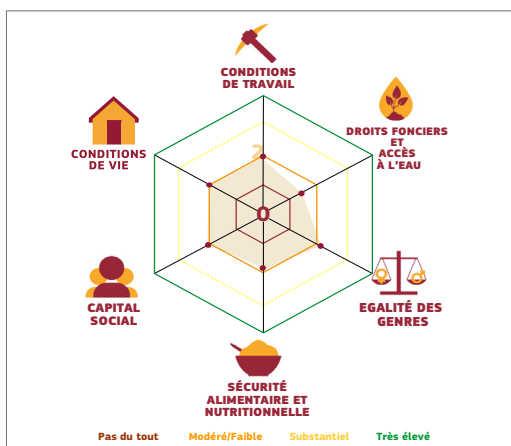 CONDITIONS
DE TRAVAIL
DROITS FONCIERS
ET
ACCÈS
À L'EAU
CONDITIONS
DE VIE
2
0
CAPITAL
SOCIAL
EGALITÉ DES
GENRES
SÉCURITÉ
ALIMENTAIRE ET
NUTRITIONNELLE
Pas du tout Modéré/Faible Substantiel Très élevé